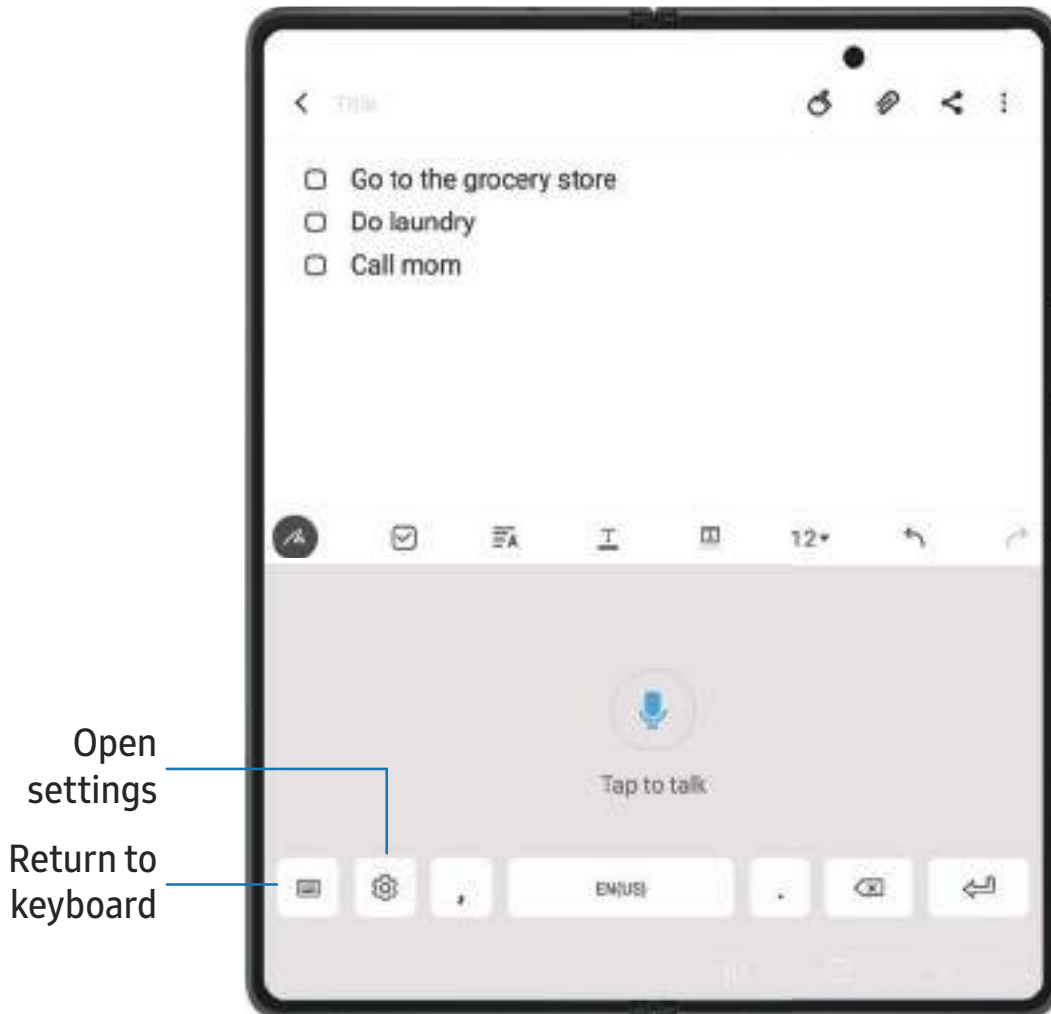 Title
Go to the grocery store
Do laundry
Call mom
12
Tap to talk
Open
settings
Return to
keyboard
, EN(US) .